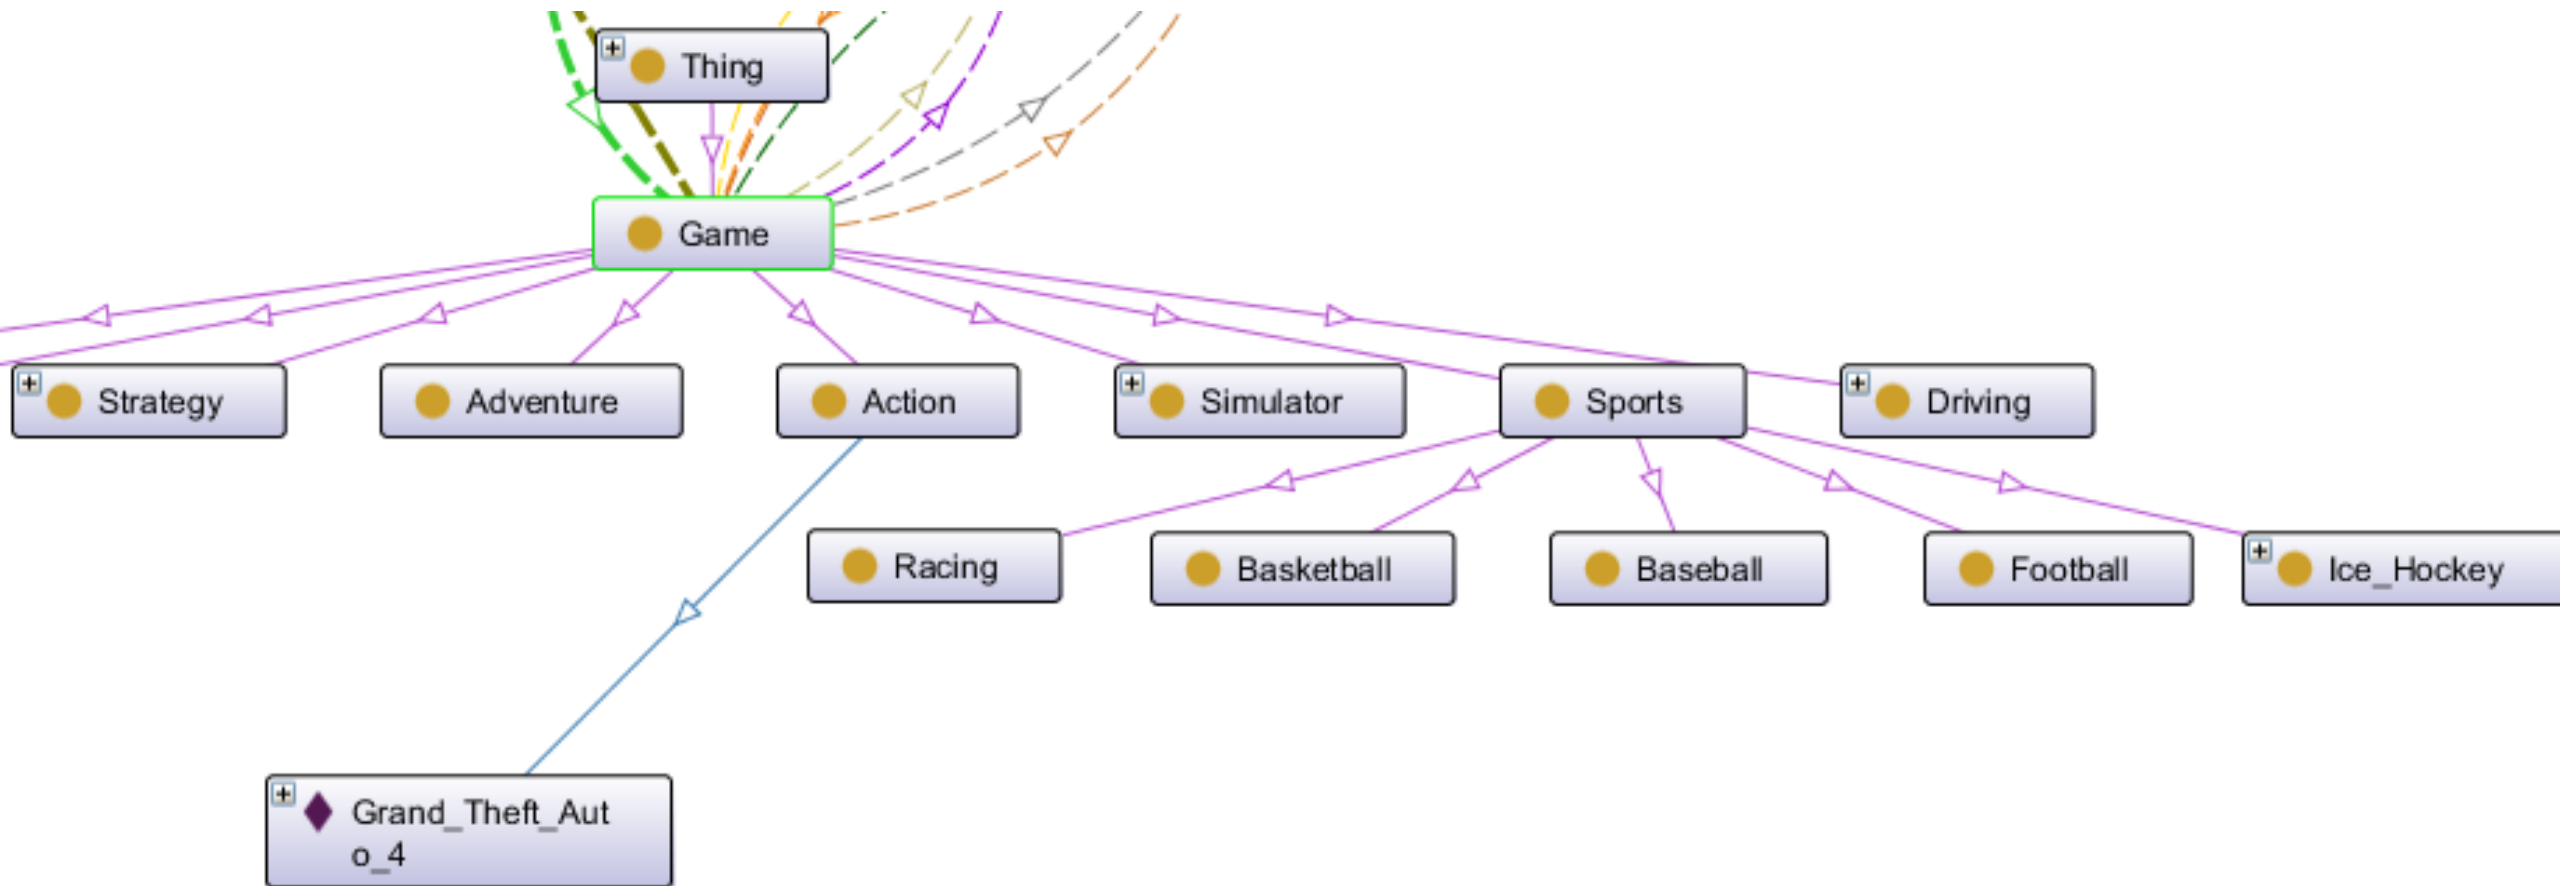 Thing
Game
Strategy
Adventure
Action
Simulator
Sports
Driving
Racing
Basketball
Baseball
Football
Ice_Hockey
Grand_Theft_Aut
o_4